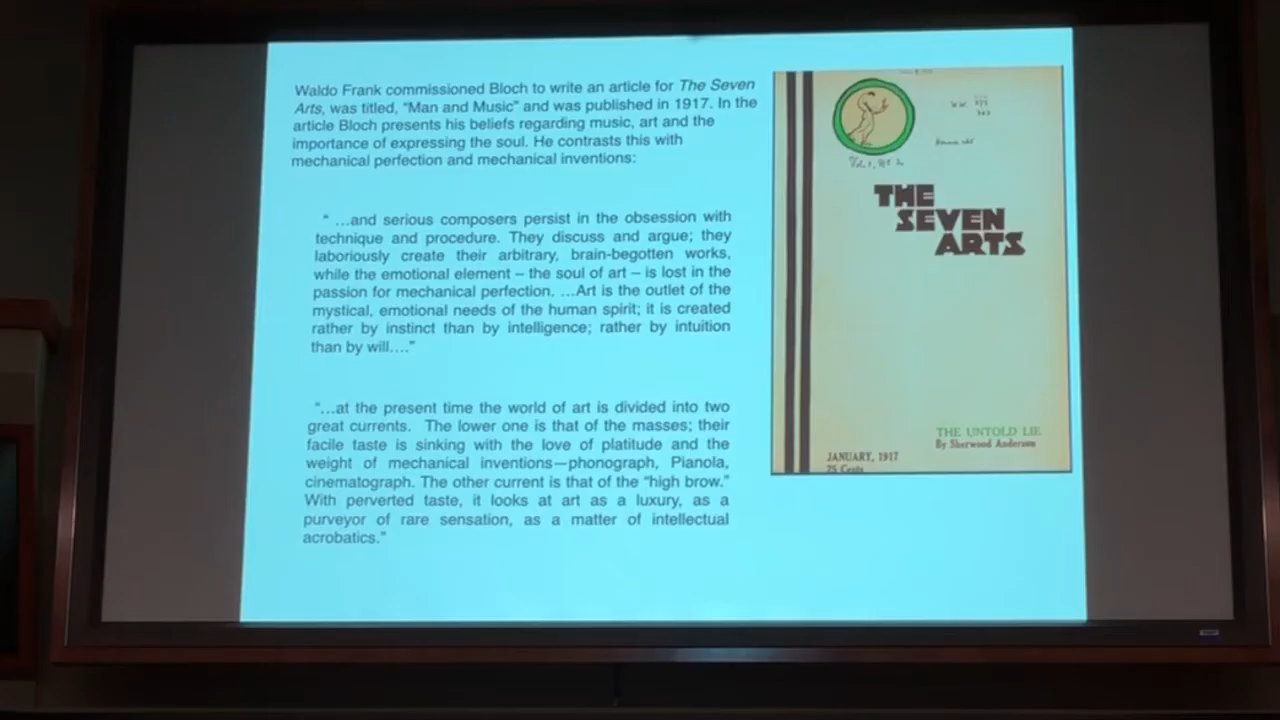 Waldo Frank commissioned Bloch to write an article for The Seven
Arts, was titled, “Man and Music” and was published in 1917. In the
article Bloch presents his beliefs regarding music, art and the
importance of expressing the soul. He contrasts this with
mechanical perfection and mechanical inventions:
“ …and serious composers persist in the obsession with
technique and procedure. They discuss and argue; they
laboriously create their arbitrary, brain-begotten works,
while the emotional element – the soul of art – is lost in the
passion for mechanical perfection. …Art is the outlet of the
mystical, emotional needs of the human spirit; it is created
rather by instinct than by intelligence; rather by intuition
than by will….”
“…at the present time the world of art is divided into two
great currents. The lower one is that of the masses; their
facile taste is sinking with the love of platitude and the
weight of mechanical inventions—phonograph, Pianola,
cinematograph. The other current is that of the “high brow.”
With perverted taste, it looks at art as a luxury, as a
purveyor of rare sensation, as a matter of intellectual
acrobatics.”
THE
SEVEN
ARTS
THE UNTOLD LIE
By Sherwood Anderson
JANUARY, 1917
25 Cents